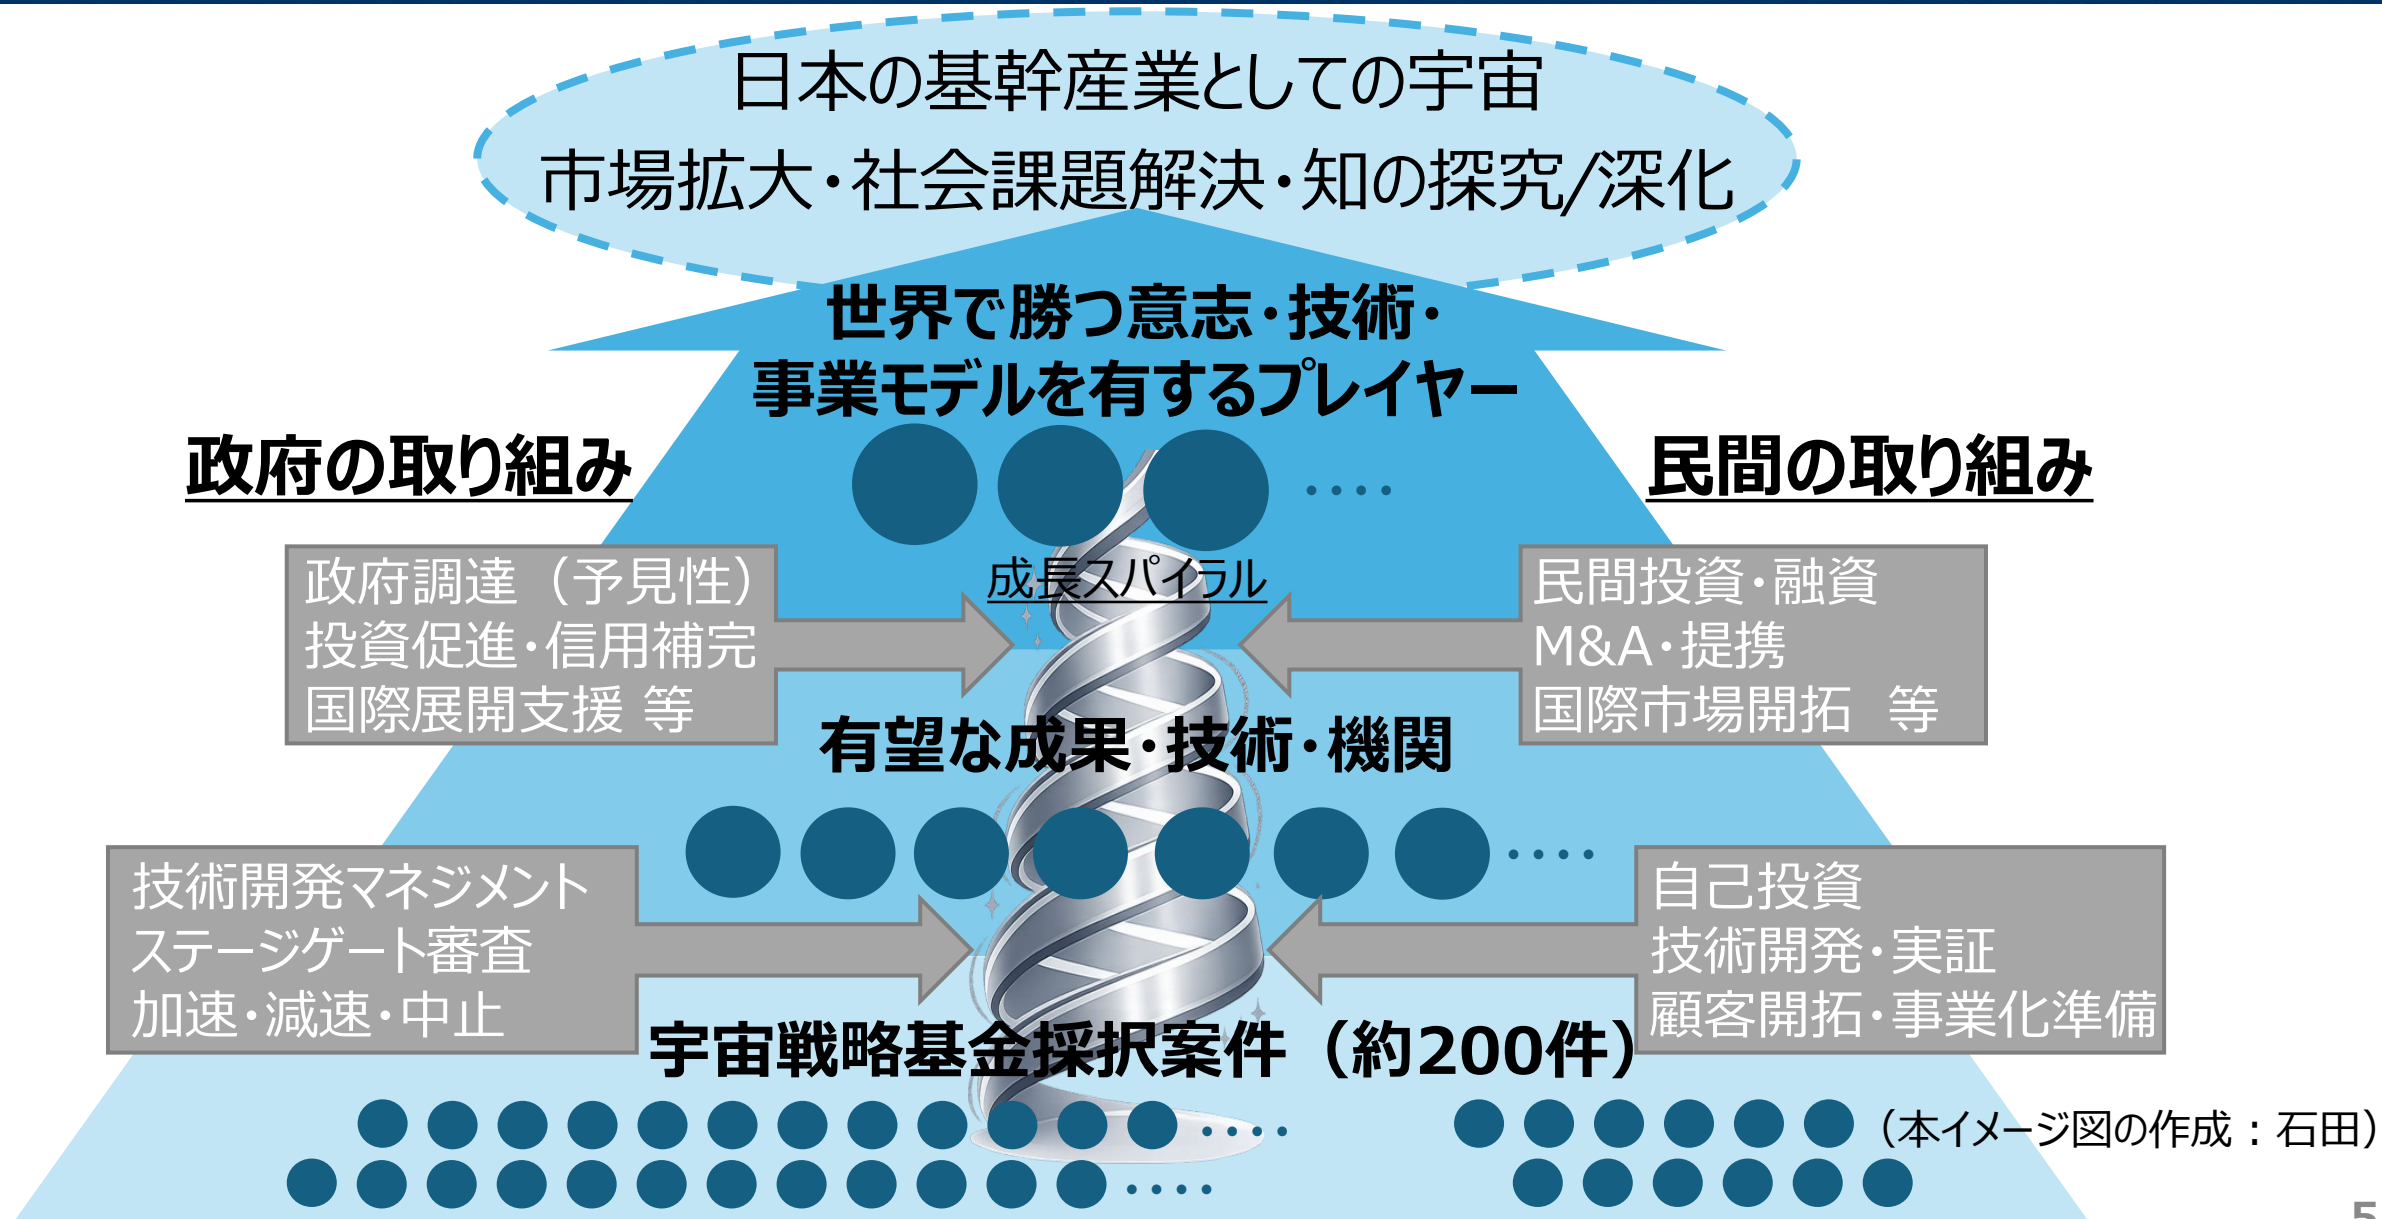 日本の基幹産業としての宇宙
市場拡大・社会課題解決・知の探究/深化
世界で勝つ意志・技術・
事業モデルを有するプレイヤー
政府の取り組み
民間の取り組み
成長スパイラル
政府調達（予見性）
投資促進・信用補完
国際展開支援 等
民間投資・融資
M&A・提携
国際市場開拓　等
有望な成果・技術・機関
技術開発マネジメント
ステージゲート審査
加速・減速・中止
自己投資
技術開発・実証
顧客開拓・事業化準備
宇宙戦略基金採択案件（約200件）
（本イメージ図の作成：石田）
5